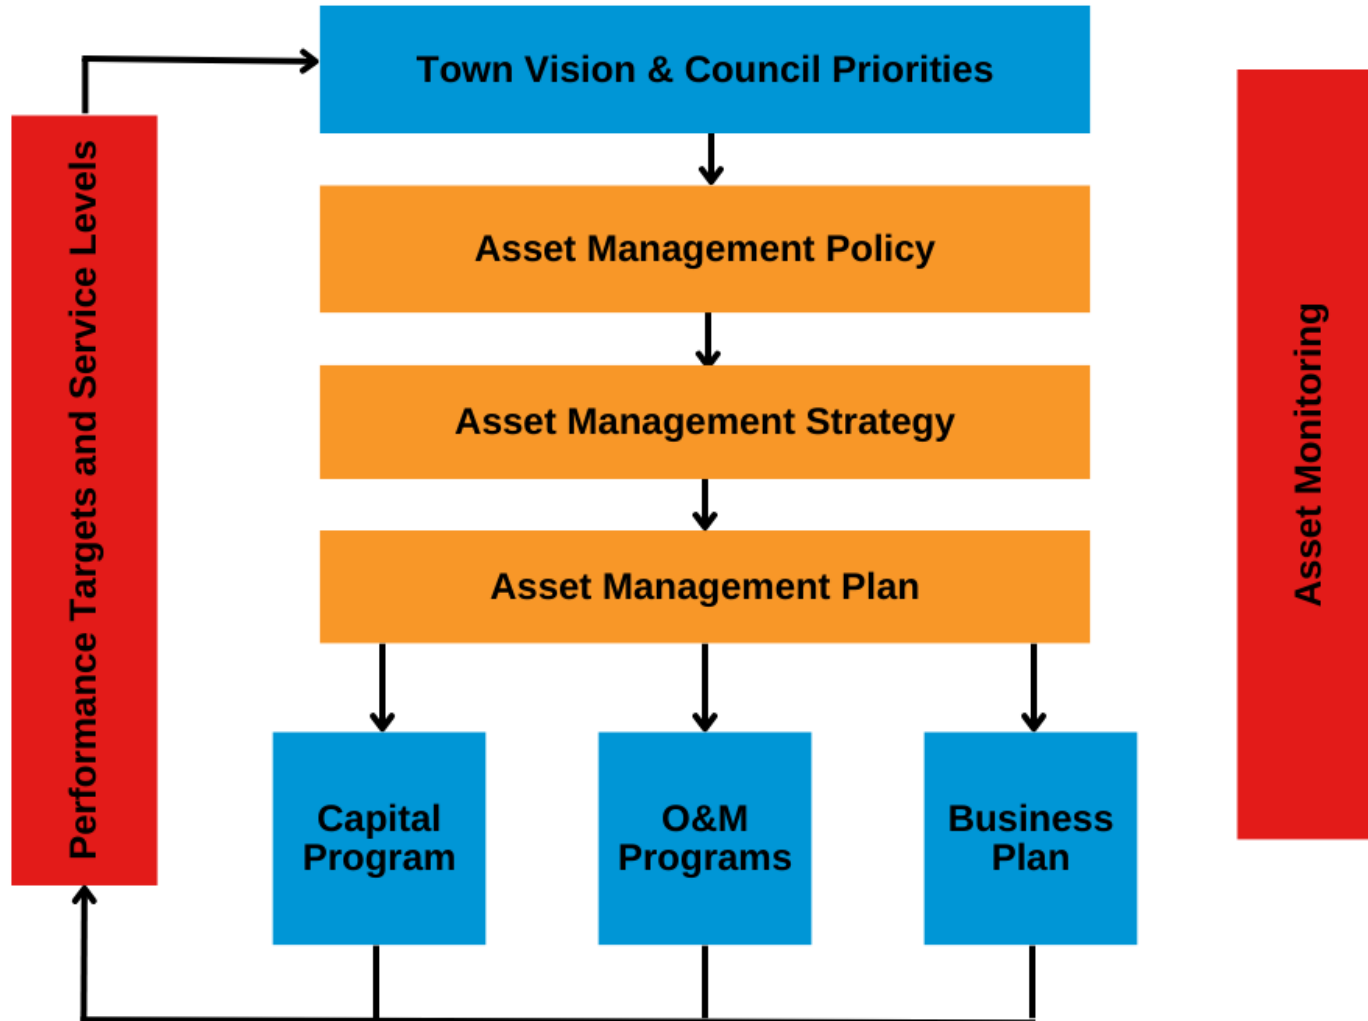 Town Vision & Council Priorities
Performance Targets and Service Levels
Asset Management Policy
Asset Management Strategy
Asset Management Plan
Asset Monitoring
Capital
Program
O&M
Programs
Business
Plan